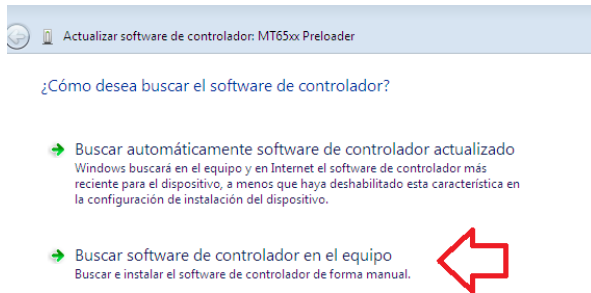 Actualizar software de controlador: MT65xx Preloader
¿Cómo desea buscar el software de controlador?
Buscar automáticamente software de controlador actualizado
Windows buscará en el equipo y en Internet el software de controlador más
reciente para el dispositivo, a menos que haya deshabilitado esta característica en
la configuración de instalación del dispositivo.
Buscar software de controlador en el equipo
Buscar e instalar el software de controlador de forma manual.